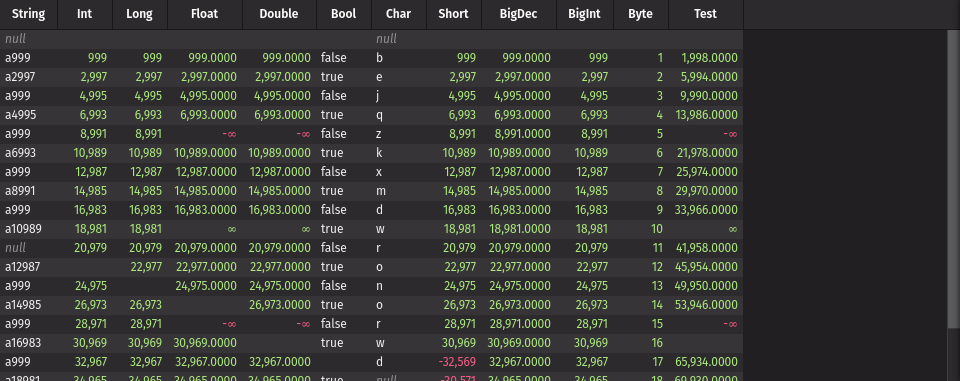 String Int Long Float Double Bool Char Short BigDec BigInt Byte Test
null null
a999 999 999 999.0000 999.0000 false b 999 999.0000 999 1 1,998.0000
a2997 2,997 2,997 2,997.0000 2,997.0000 true e 2,997 2,997.0000 2,997 2 5,994.0000
a999 4,995 4,995 4,995.0000 4,995.0000 false j 4,995 4,995.0000 4,995 3 9,990.0000
a4995 6,993 6,993 6,993.0000 6,993.0000 true q 6,993 6,993.0000 6,993 4 13,986.0000
a999 8,991 8,991 -∞ -∞ false z 8,991 8,991.0000 8,991 5 -∞
a6993 10,989 10,989 10,989.0000 10,989.0000 true k 10,989 10,989.0000 10,989 6 21,978.0000
a999 12,987 12,987 12,987.0000 12,987.0000 false x 12,987 12,987.0000 12,987 7 25,974.0000
a8991 14,985 14,985 14,985.0000 14,985.0000 true m 14,985 14,985.0000 14,985 8 29,970.0000
a999 16,983 16,983 16,983.0000 16,983.0000 false d 16,983 16,983.0000 16,983 9 33,966.0000
a10989 18,981 18,981 ∞ ∞ true w 18,981 18,981.0000 18,981 10 ∞
null 20,979 20,979 20,979.0000 20,979.0000 false r 20,979 20,979.0000 20,979 11 41,958.0000
a12987 22,977 22,977.0000 22,977.0000 true o 22,977 22,977.0000 22,977 12 45,954.0000
a999 24,975 24,975.0000 24,975.0000 false n 24,975 24,975.0000 24,975 13 49,950.0000
a14985 26,973 26,973 26,973.0000 true o 26,973 26,973.0000 26,973 14 53,946.0000
a999 28,971 28,971 -∞ -∞ false r 28,971 28,971.0000 28,971 15 -∞
a16983 30,969 30,969 30,969.0000 true w 30,969 30,969.0000 30,969 16
a999 32,967 32,967 32,967.0000 32,967.0000 d -32,569 32,967.0000 32,967 17 65,934.0000
a18981 34,965 34,965 34,965.0000 34,965.0000 true null -30,571 34,965.0000 34,965 18 69,930.0000